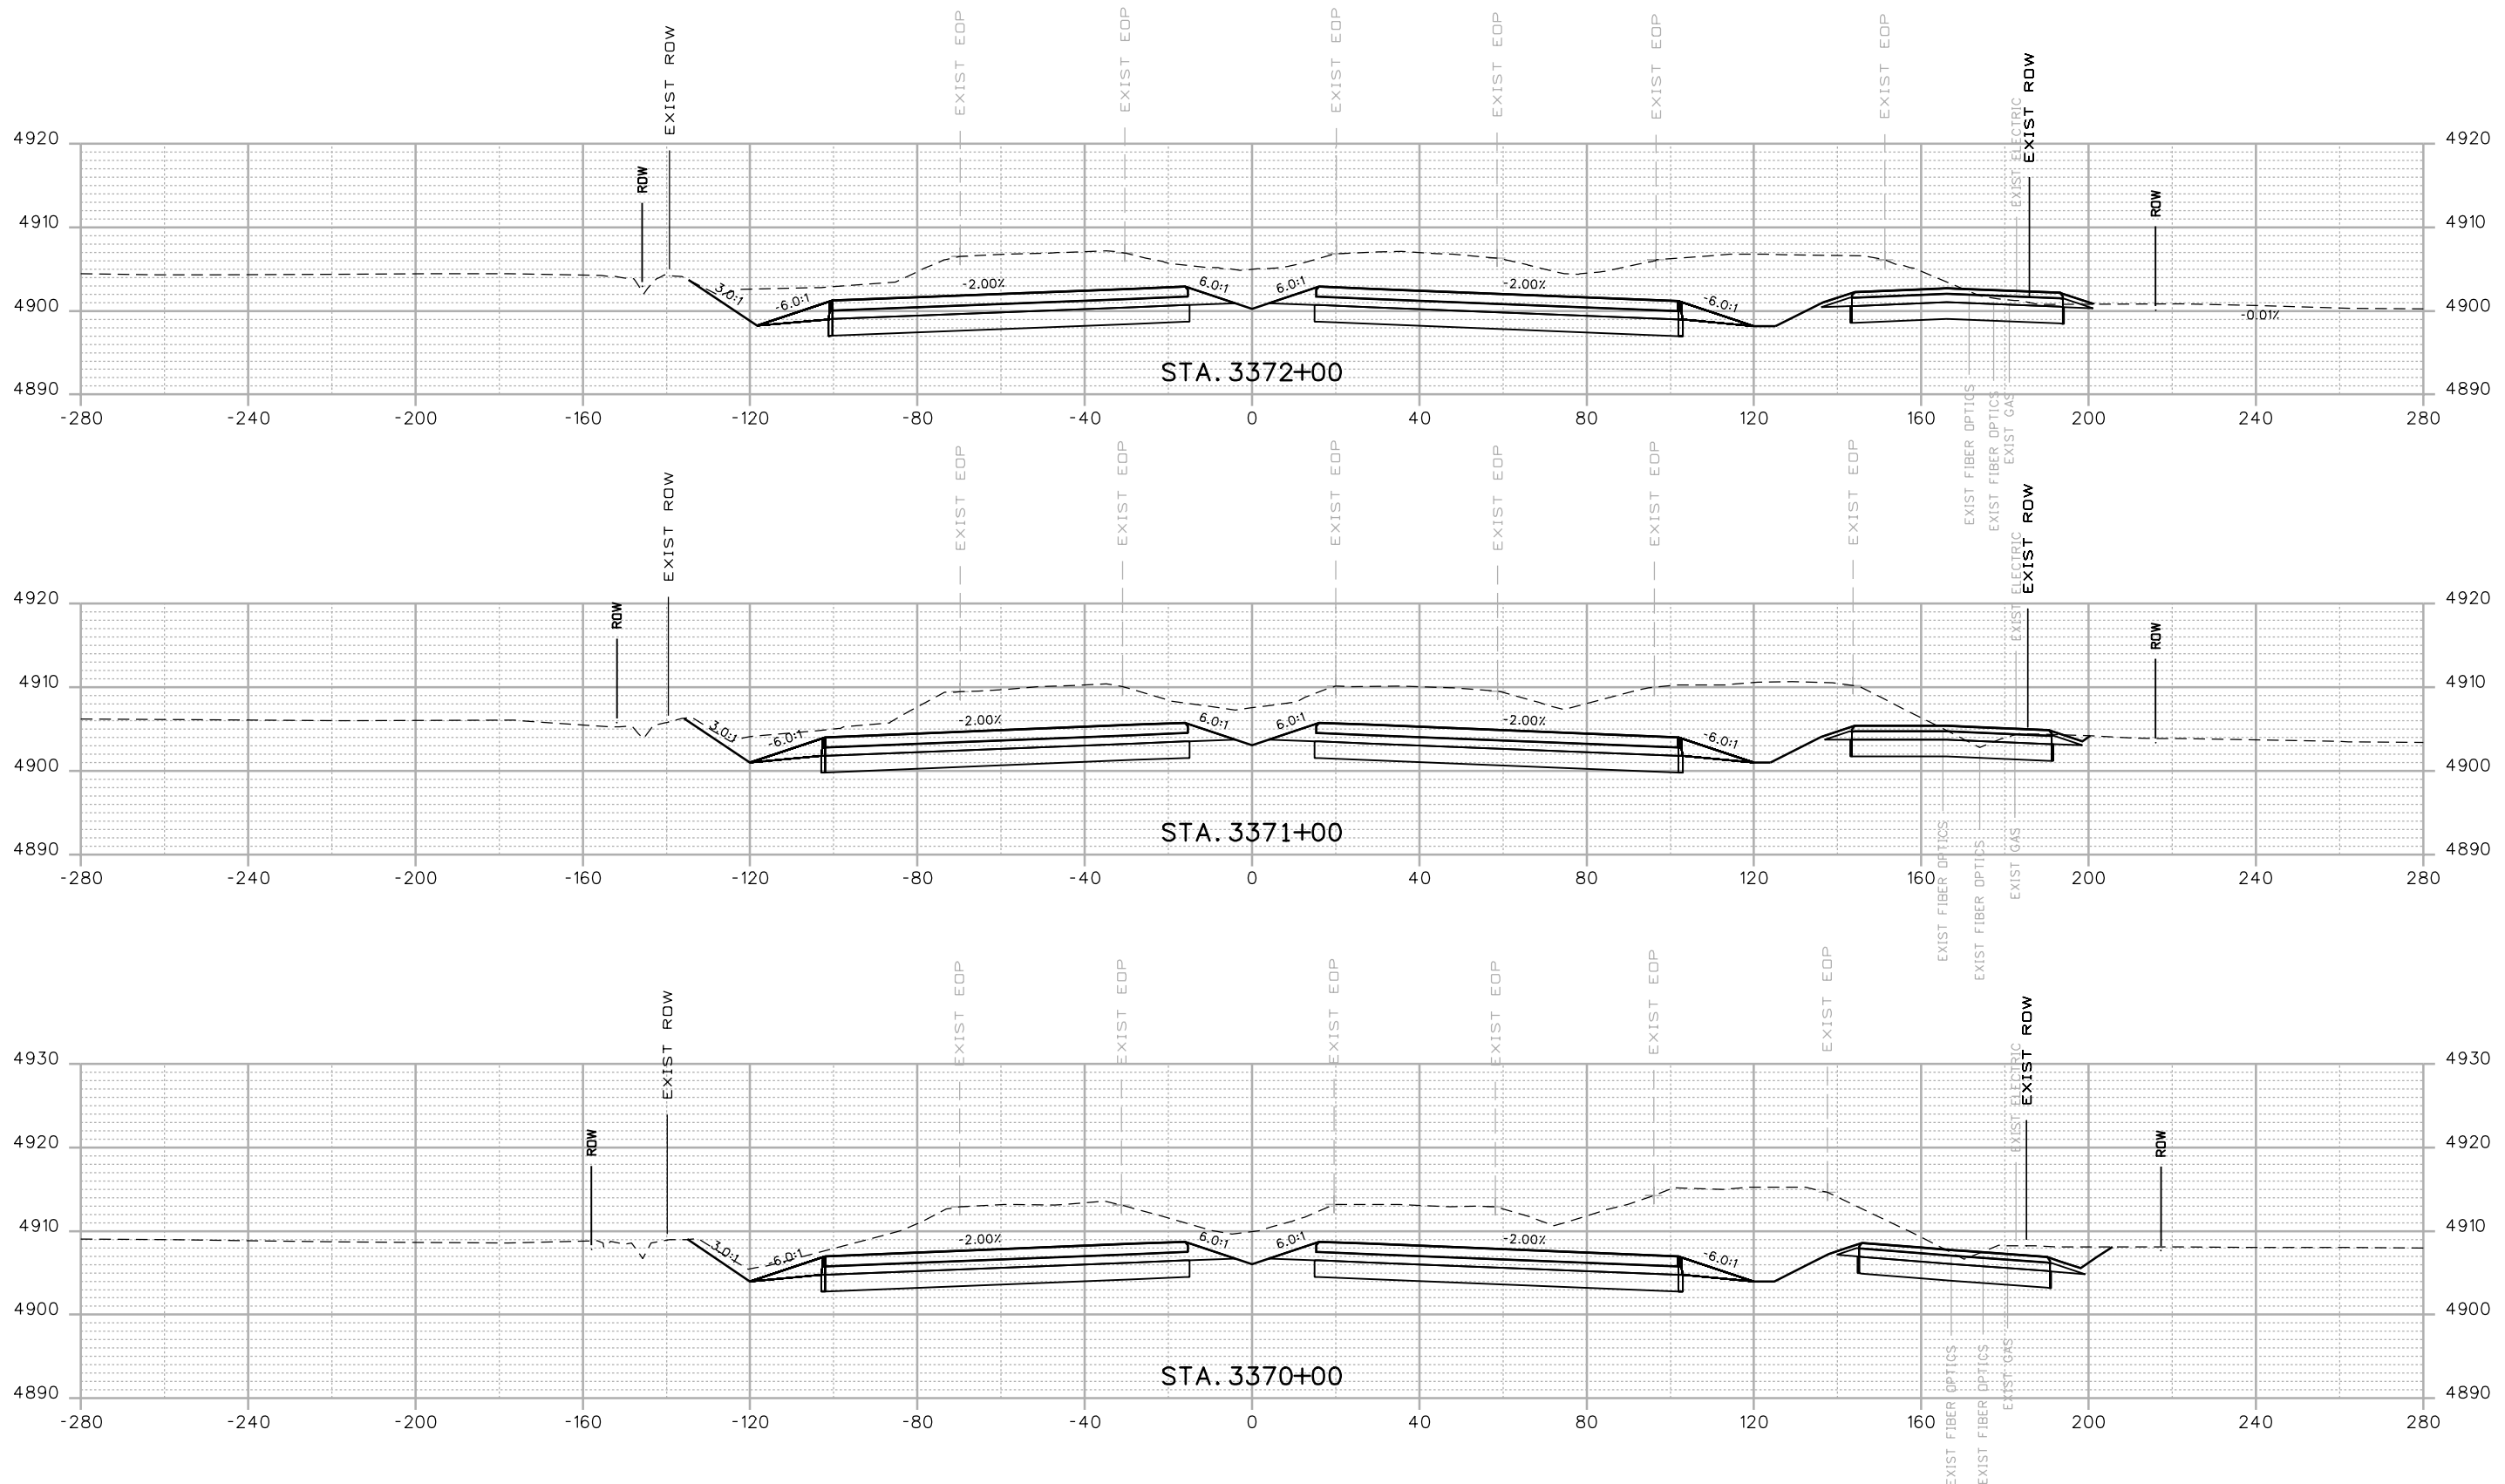 EXIST ROW
EXIST EOP
EXIST EOP
EXIST EOP
EXIST EOP
EXIST EOP
EXIST EOP
EXIST ELECTRIC
EXIST ROW
ROW
ROW
4920 4920
4910 4910
4900 4900
4890 4890
3.0:1 -6.0:1 -2.00% 6.0:1 6.0:1 -2.00% -6.0:1 -0.01%
STA. 3372+00
-280 -240 -200 -160 -120 -80 -40 0 40 80 120 160 200 240 280
EXIST FIBER OPTICS
EXIST FIBER OPTICS
EXIST GAS
EXIST ROW
EXIST EOP
EXIST EOP
EXIST EOP
EXIST EOP
EXIST EOP
EXIST EOP
EXIST ELECTRIC
EXIST ROW
ROW
ROW
4920 4920
4910 4910
4900 4900
4890 4890
3.0:1 -6.0:1 -2.00% 6.0:1 6.0:1 -2.00% -6.0:1
STA. 3371+00
-280 -240 -200 -160 -120 -80 -40 0 40 80 120 160 200 240 280
EXIST FIBER OPTICS
EXIST FIBER OPTICS
EXIST GAS
EXIST ROW
EXIST EOP
EXIST EOP
EXIST EOP
EXIST EOP
EXIST EOP
EXIST EOP
EXIST ELECTRIC
EXIST ROW
ROW
ROW
4930 4930
4920 4920
4910 4910
4900 4900
4890 4890
3.0:1 -6.0:1 -2.00% 6.0:1 6.0:1 -2.00% -6.0:1
STA. 3370+00
-280 -240 -200 -160 -120 -80 -40 0 40 80 120 160 200 240 280
EXIST FIBER OPTICS
EXIST FIBER OPTICS
EXIST GAS